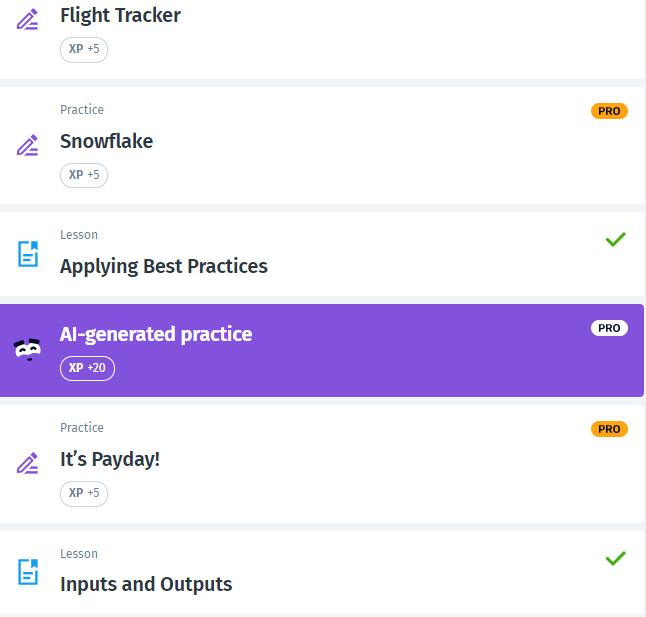 Flight Tracker
XP +5
Practice
PRO
Snowflake
XP +5
Lesson
Applying Best Practices
AI-generated practice
PRO
XP +20
Practice
PRO
It’s Payday!
XP +5
Lesson
Inputs and Outputs